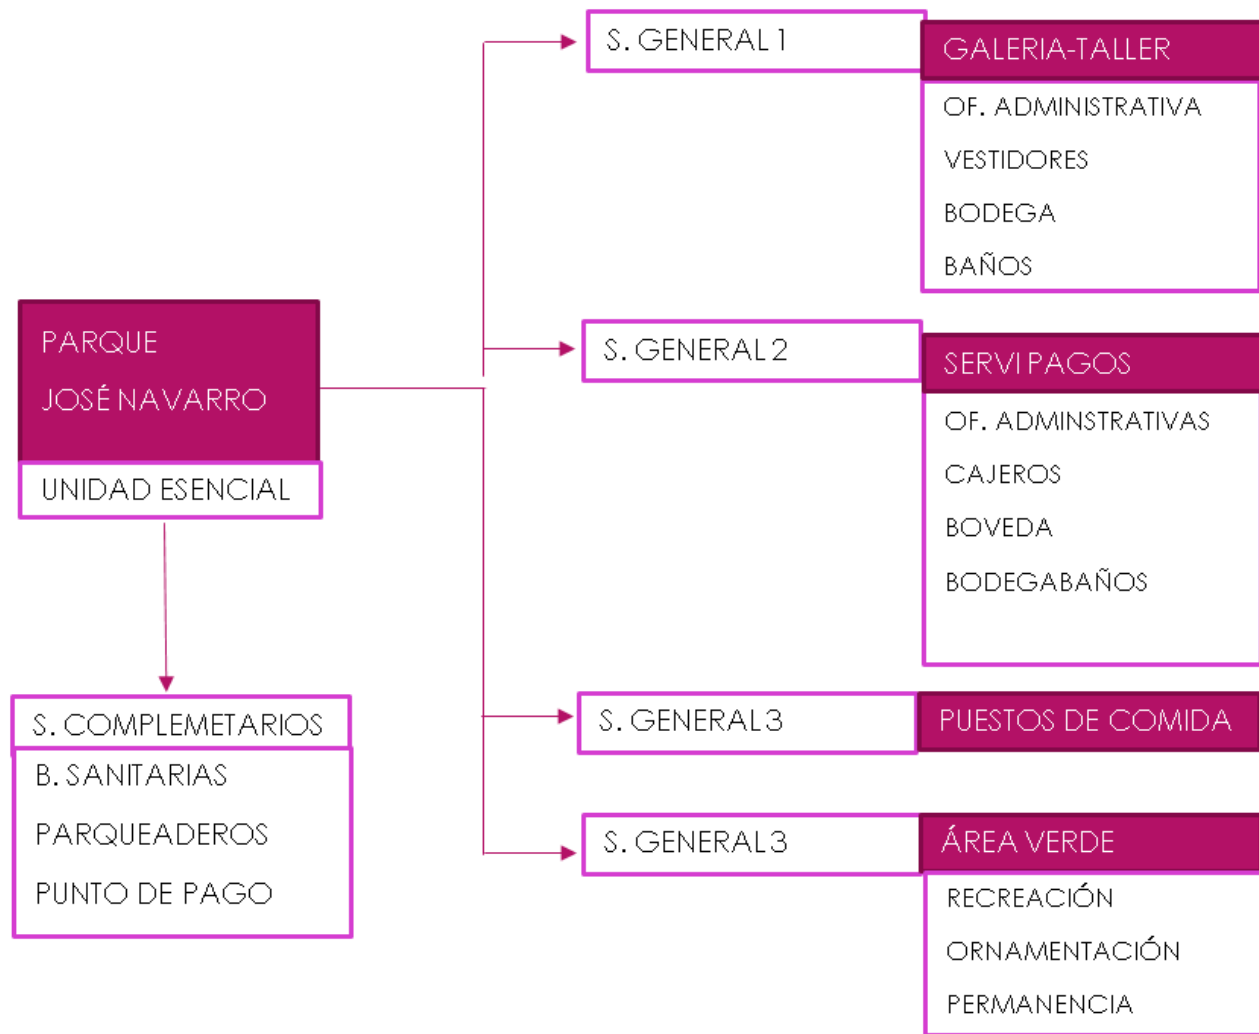 PARQUE
JOSÉ NAVARRO
UNIDAD ESENCIAL
S. COMPLEMETARIOS
B. SANITARIAS
PARQUEADEROS
PUNTO DE PAGO
S. GENERAL 1
GALERIA-TALLER
OF. ADMINISTRATIVA
VESTIDORES
BODEGA
BAÑOS
S. GENERAL 2
SERVI PAGOS
OF. ADMINSTRATIVAS
CAJEROS
BOVEDA
BODEGABAÑOS
S. GENERAL 3
PUESTOS DE COMIDA
S. GENERAL 3
ÁREA VERDE
RECREACIÓN
ORNAMENTACIÓN
PERMANENCIA